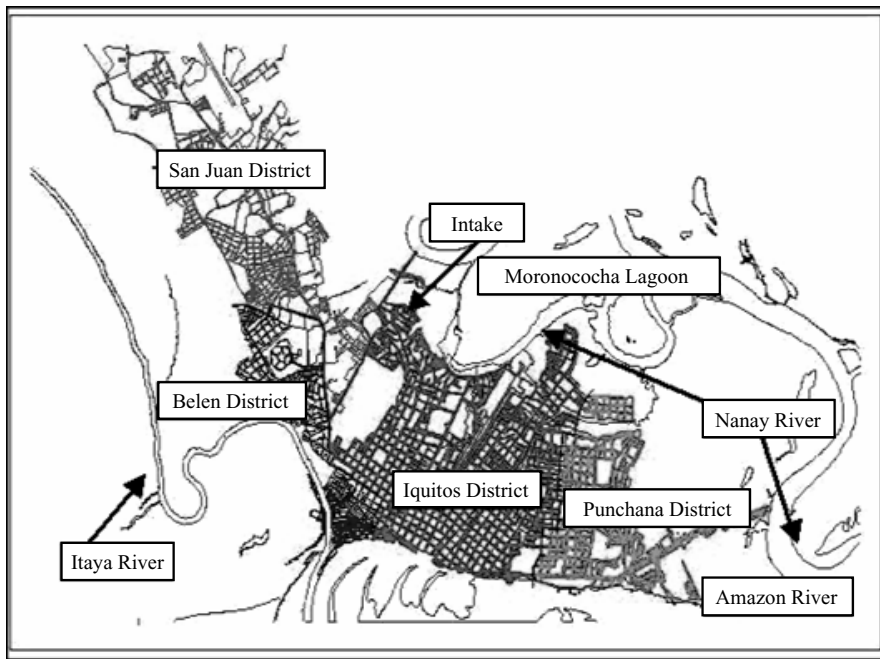 San Juan District
Intake
Moronococha Lagoon
Belen District
Nanay River
Iquitos District
Punchana District
Itaya River
Amazon River